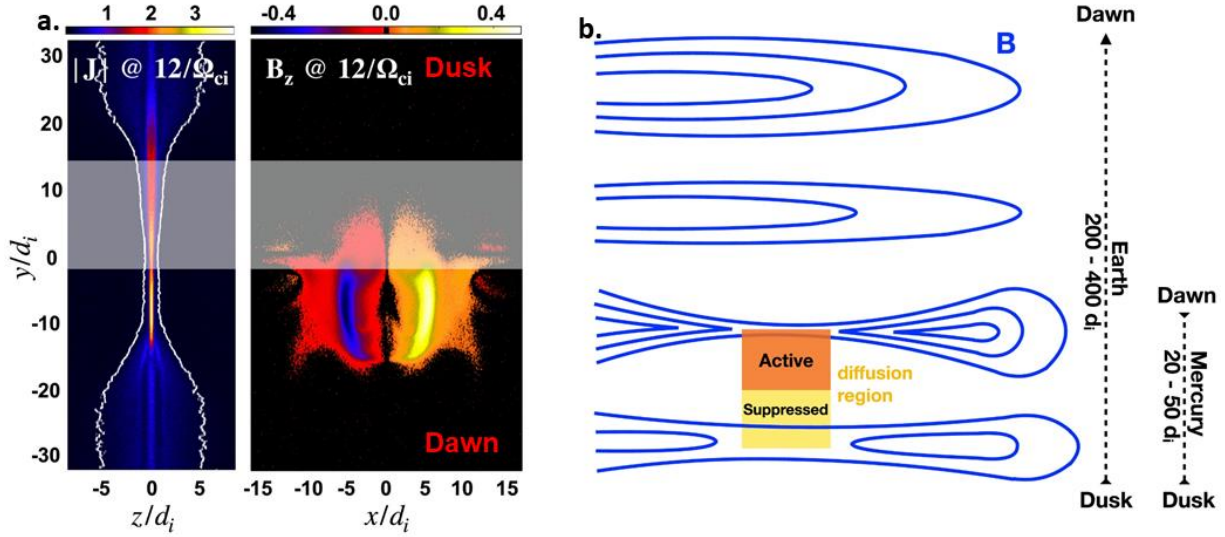 a.
1 2 3
-0.4 0.0 0.4
|J| @ 12/Ωci
Bz @ 12/Ωci
Dusk
Dawn
30
20
10
0
-10
-20
-30
y/di
-5 0 5
z/di
-15 -10 -5 0 5 10 15
x/di
b.
B
Active
Suppressed
diffusion
region
Dawn
Earth
200 - 400 di
Dusk
Dawn
Mercury
20 - 50 di
Dusk